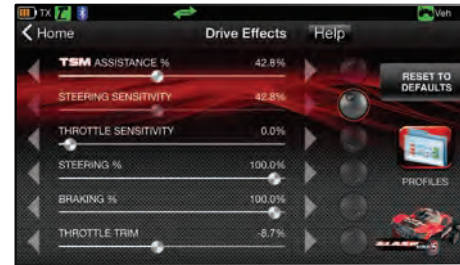 TX Veh
Home Drive Effects Help
TSM ASSISTANCE % 42.8%
STEERING SENSITIVITY 42.8%
THROTTLE SENSITIVITY 0.0%
STEERING % 100.0%
BRAKING % 100.0%
THROTTLE TRIM -8.7%
RESET TO
DEFAULTS
PROFILES
SLASH